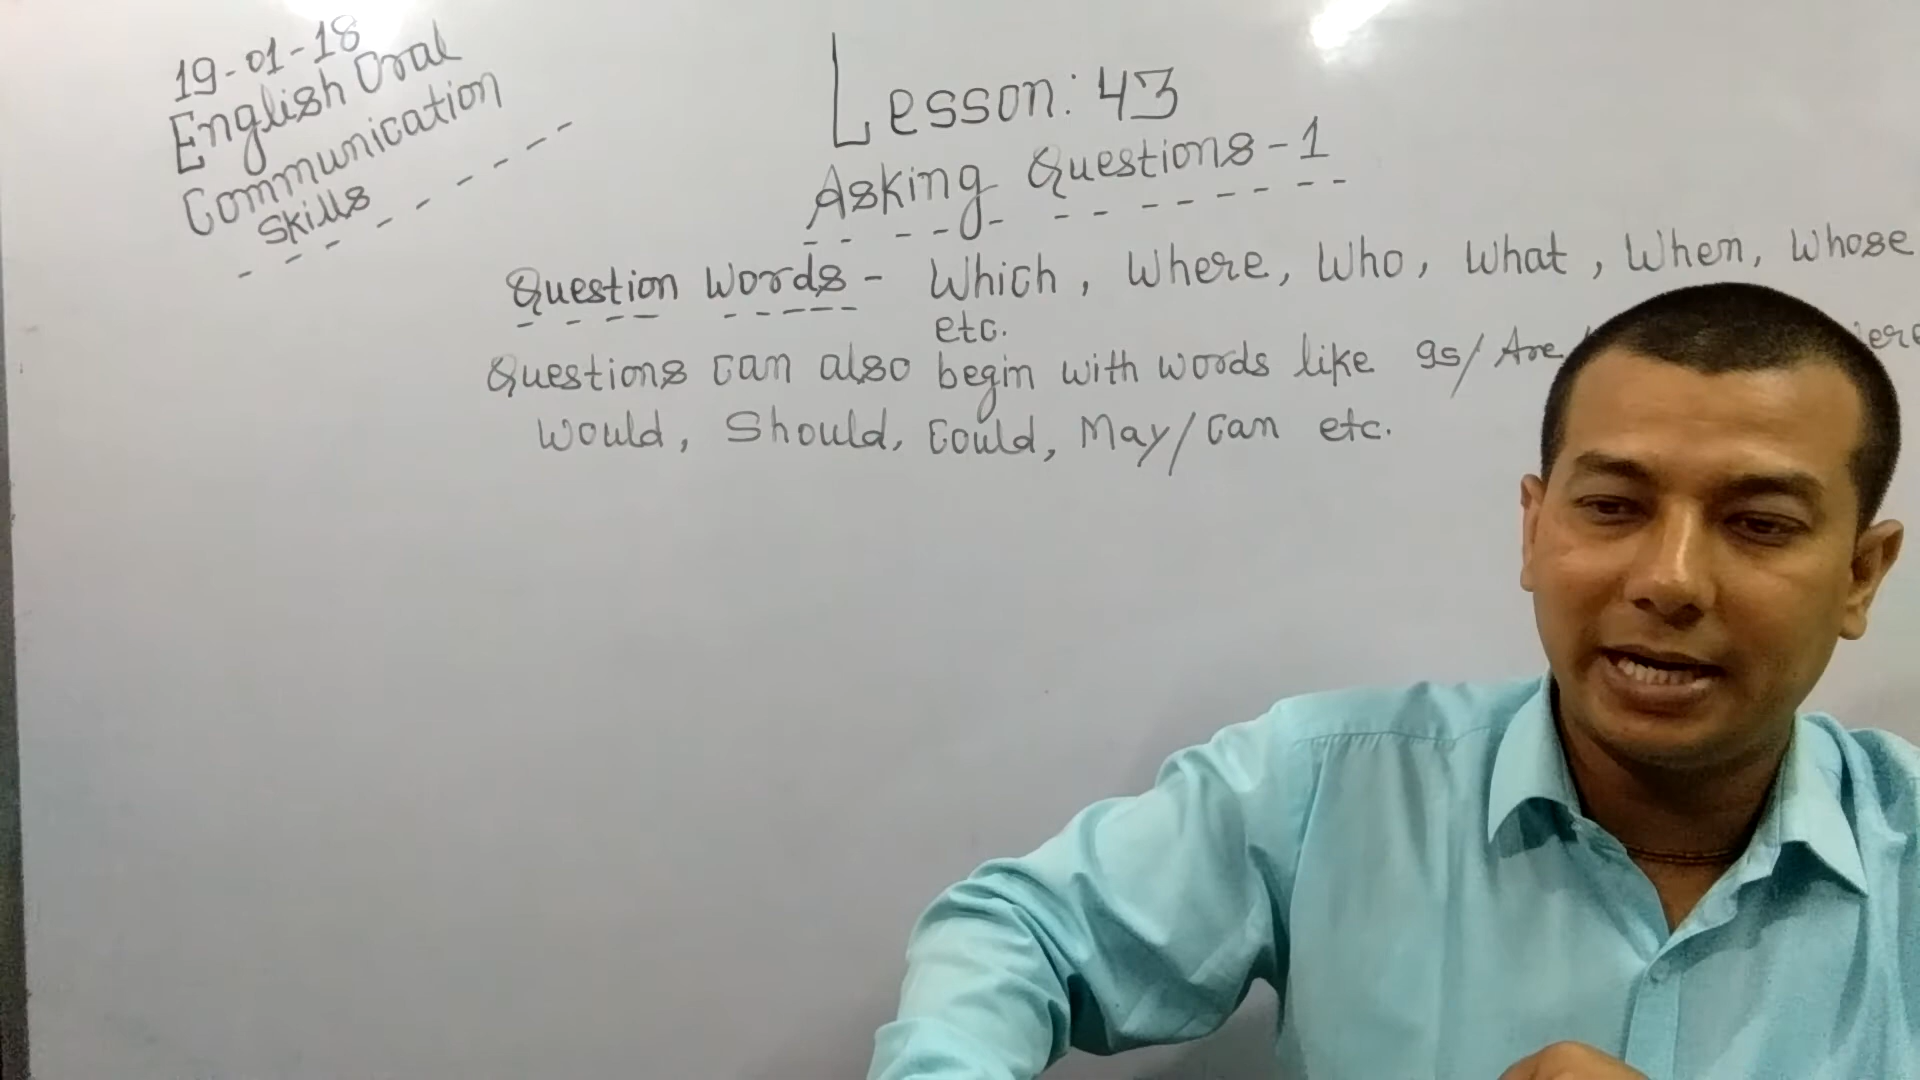 19-01-18
English Oral
Communication
Skills
Lesson: 43
Asking Questions-1
Question Words - Which, Where, Who, What, When, Whose
etc.
Questions can also begin with words like Is/Are
Would, Should, Could, May/Can etc.